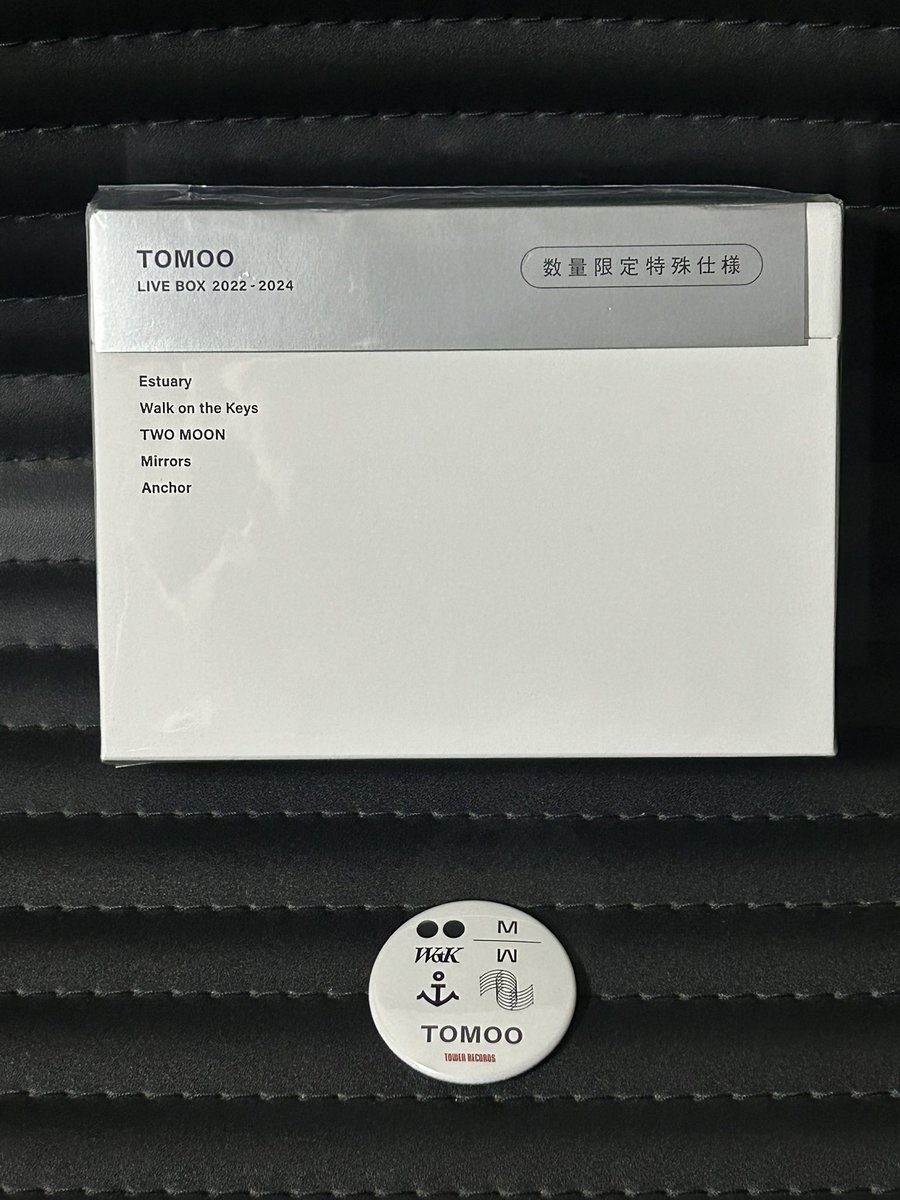 TOMOO
LIVE BOX 2022-2024
数量限定特殊仕様
Estuary
Walk on the Keys
TWO MOON
Mirrors
Anchor
M
W&K
W
TOMOO
TOWER RECORDS